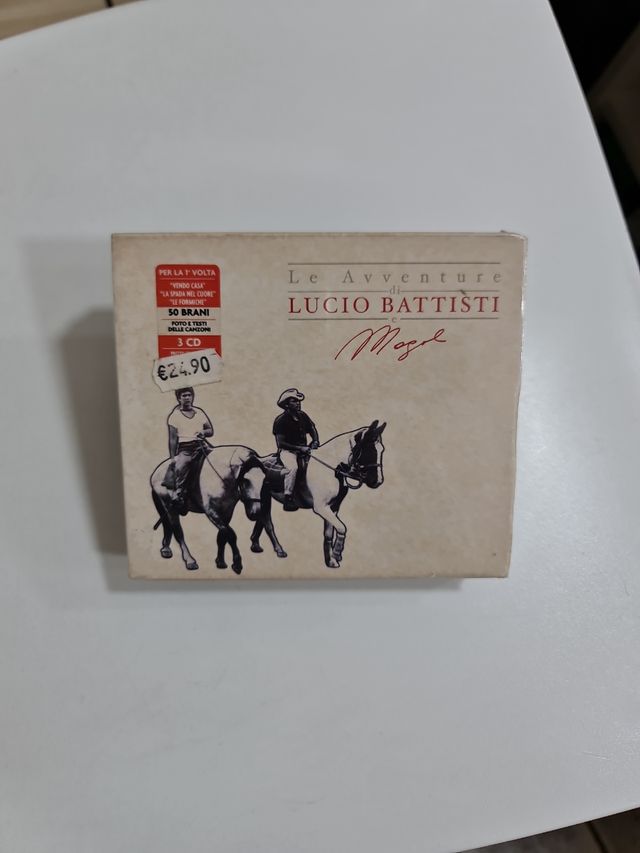 PER LA 1ª VOLTA
"VENDO CASA"
"LA SPADA NEL CUORE"
"LE FORMICHE"
50 BRANI
FOTO E TESTI
DELLE CANZONI
3 CD
€24.90
Le Avventure
di
LUCIO BATTISTI
e
Mogol